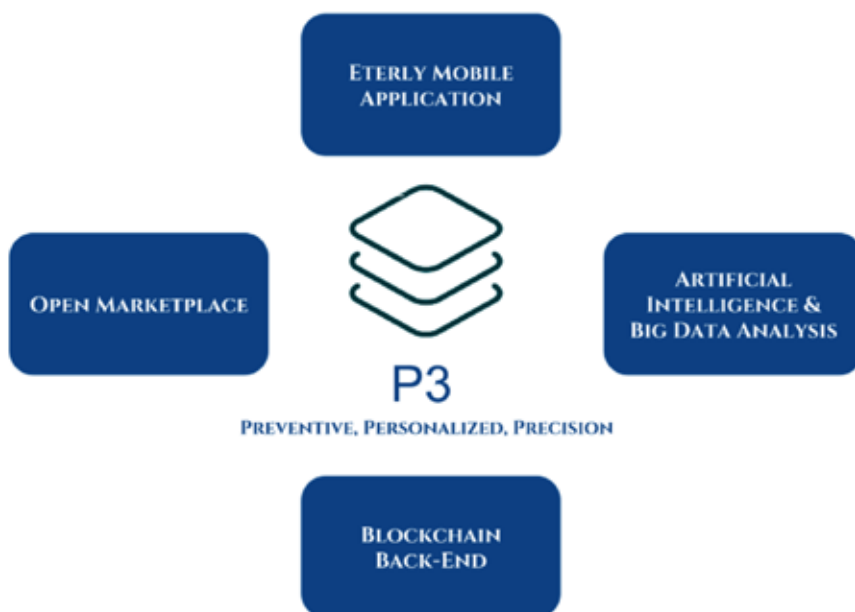 ETERLY MOBILE
APPLICATION
OPEN MARKETPLACE
ARTIFICIAL
INTELLIGENCE &
BIG DATA ANALYSIS
P3
PREVENTIVE, PERSONALIZED, PRECISION
BLOCKCHAIN
BACK-END